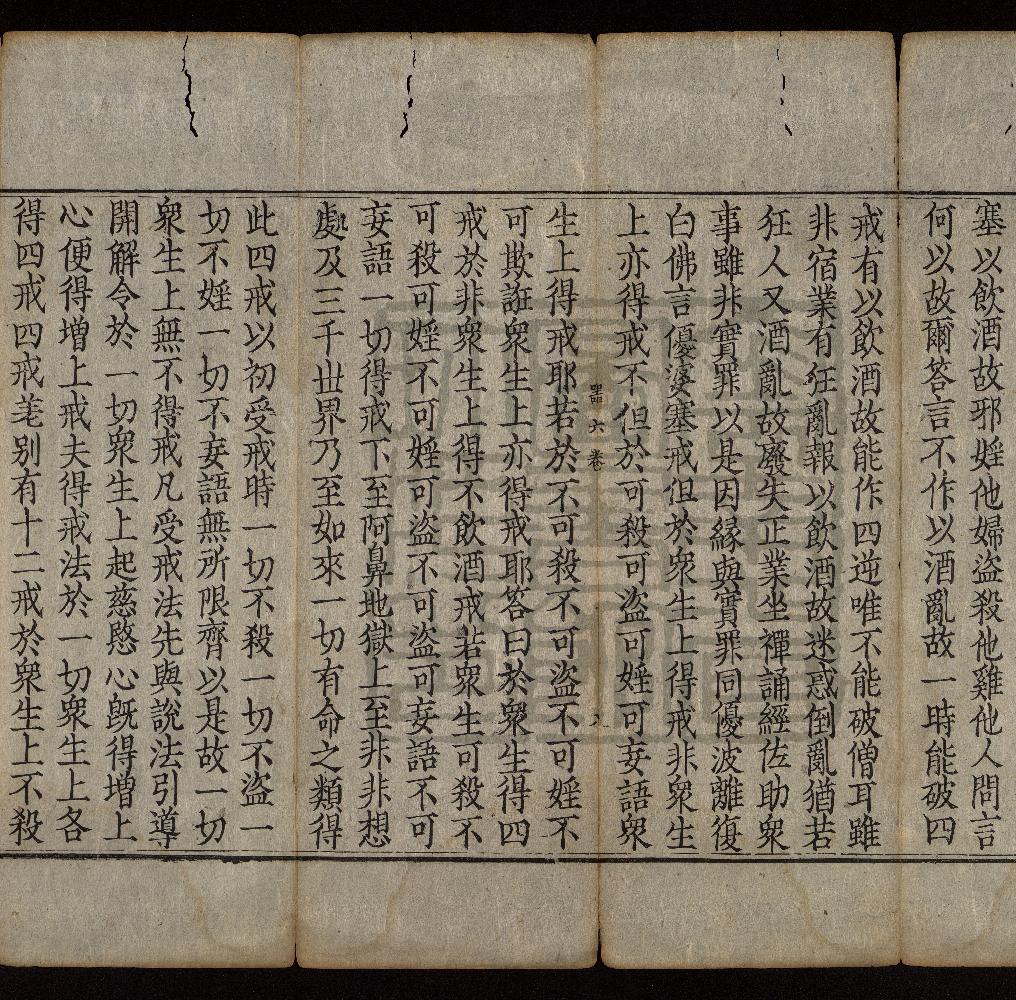 塞以飲酒故邪婬他婦盜殺他雞他人問言
何以故爾答言不作以酒亂故一時能破四
戒有以飲酒故能作四逆唯不能破僧耳雖
非宿業有狂亂報以飲酒故迷惑倒亂猶若
狂人又酒亂故廢失正業坐禪誦經佐助衆
事雖非實罪以是因緣與實罪同優波離復
白佛言優婆塞戒但於衆生上得戒非衆生
上亦得戒不但於可殺可盜可婬可妄語衆
器 六卷
生上得戒耶若於不可殺不可盜不可婬不
可欺誑衆生上亦得戒耶答曰於衆生得四
戒於非衆生上得不飲酒戒若衆生可殺不
可殺可婬不可婬可盜不可盜可妄語不可
妄語一切得戒下至阿鼻地獄上至非非想
處及三千世界乃至如來一切有命之類得
此四戒以初受戒時一切不殺一切不盜一
切不婬一切不妄語無所限齊以是故一切
衆生上無不得戒凡受戒法先與說法引導
開解令於一切衆生上起慈愍心旣得增上
心便得增上戒夫得戒法於一切衆生上各
得四戒四戒差別有十二戒於衆生上不殺